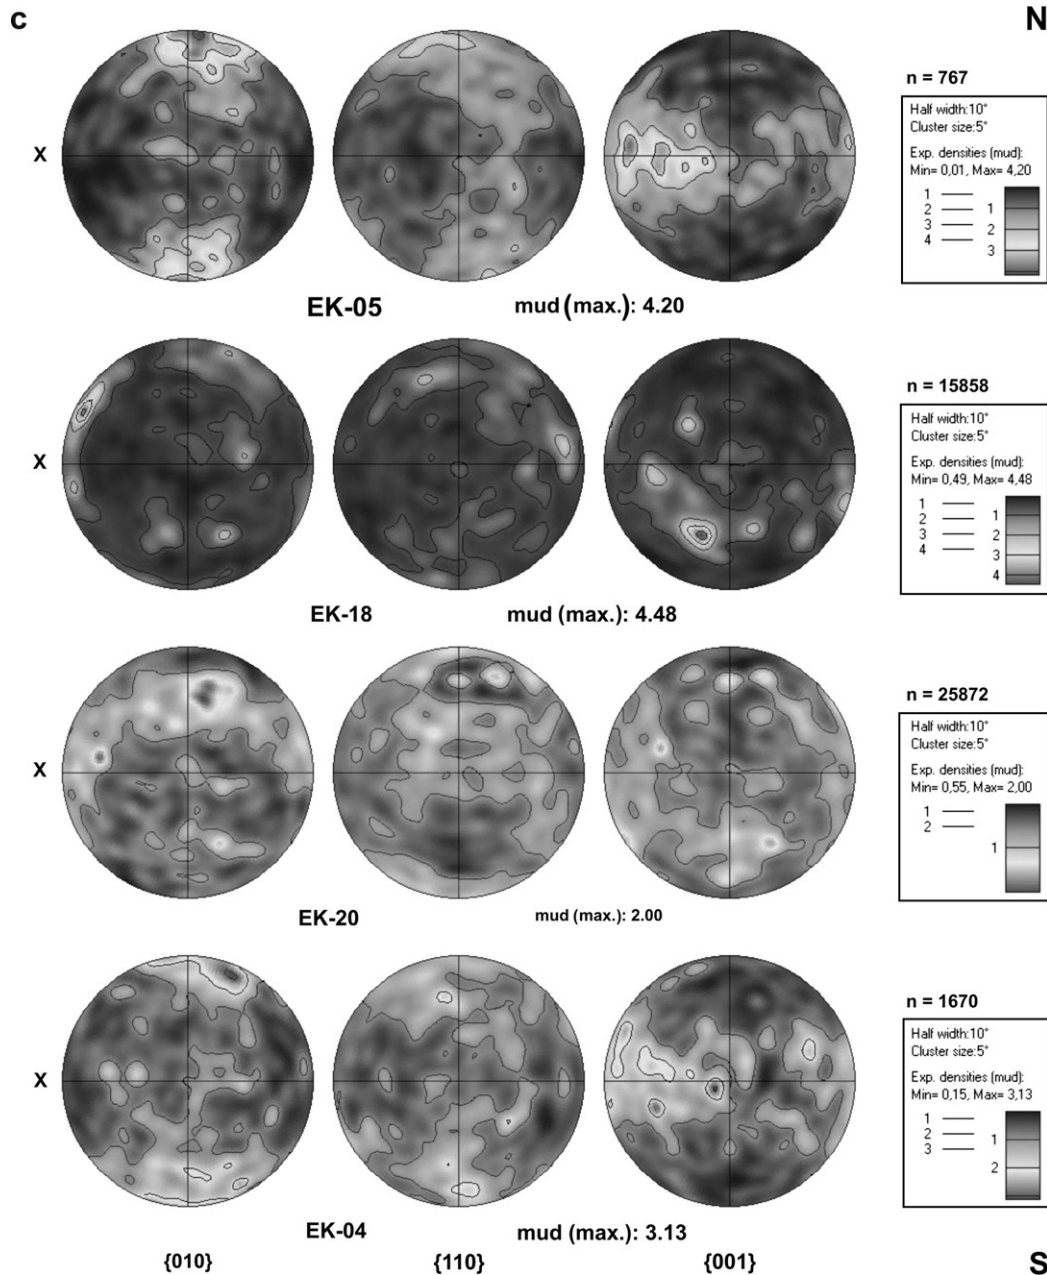 c
N
n = 767
Half width:10°
Cluster size:5°
Exp. densities (mud):
Min= 0,01, Max= 4,20
1
2
3
4
1
2
3
X
EK-05
mud (max.): 4.20
n = 15858
Half width:10°
Cluster size:5°
Exp. densities (mud):
Min= 0,49, Max= 4,48
1
2
3
4
1
2
3
4
X
EK-18
mud (max.): 4.48
n = 25872
Half width:10°
Cluster size:5°
Exp. densities (mud):
Min= 0,55, Max= 2,00
1
2
1
X
EK-20
mud (max.): 2.00
n = 1670
Half width:10°
Cluster size:5°
Exp. densities (mud):
Min= 0,15, Max= 3,13
1
2
3
1
2
X
EK-04
mud (max.): 3.13
{010}
{110}
{001}
S